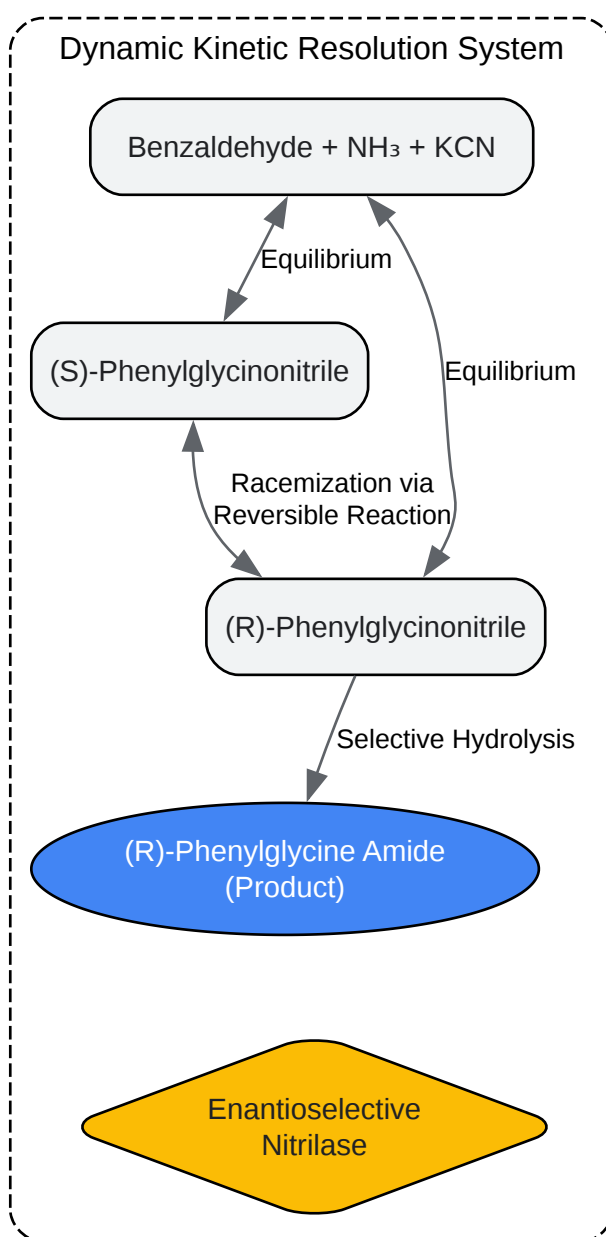 Dynamic Kinetic Resolution System
Benzaldehyde + NH₃ + KCN
Equilibrium
(S)-Phenylglycinonitrile
Equilibrium
Racemization via
Reversible Reaction
(R)-Phenylglycinonitrile
Selective Hydrolysis
(R)-Phenylglycine Amide
(Product)
Enantioselective
Nitrilase